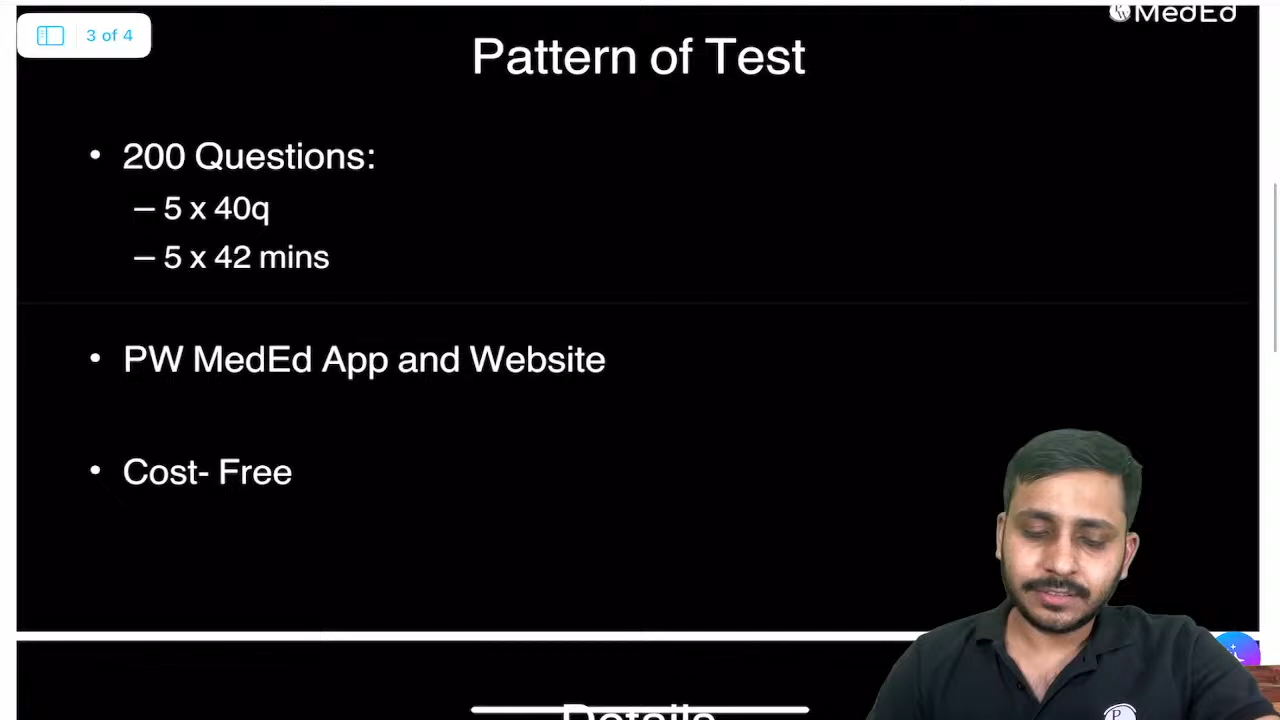 3 of 4
MedEd
Pattern of Test
• 200 Questions:
– 5 x 40q
– 5 x 42 mins
• PW MedEd App and Website
• Cost- Free
Details